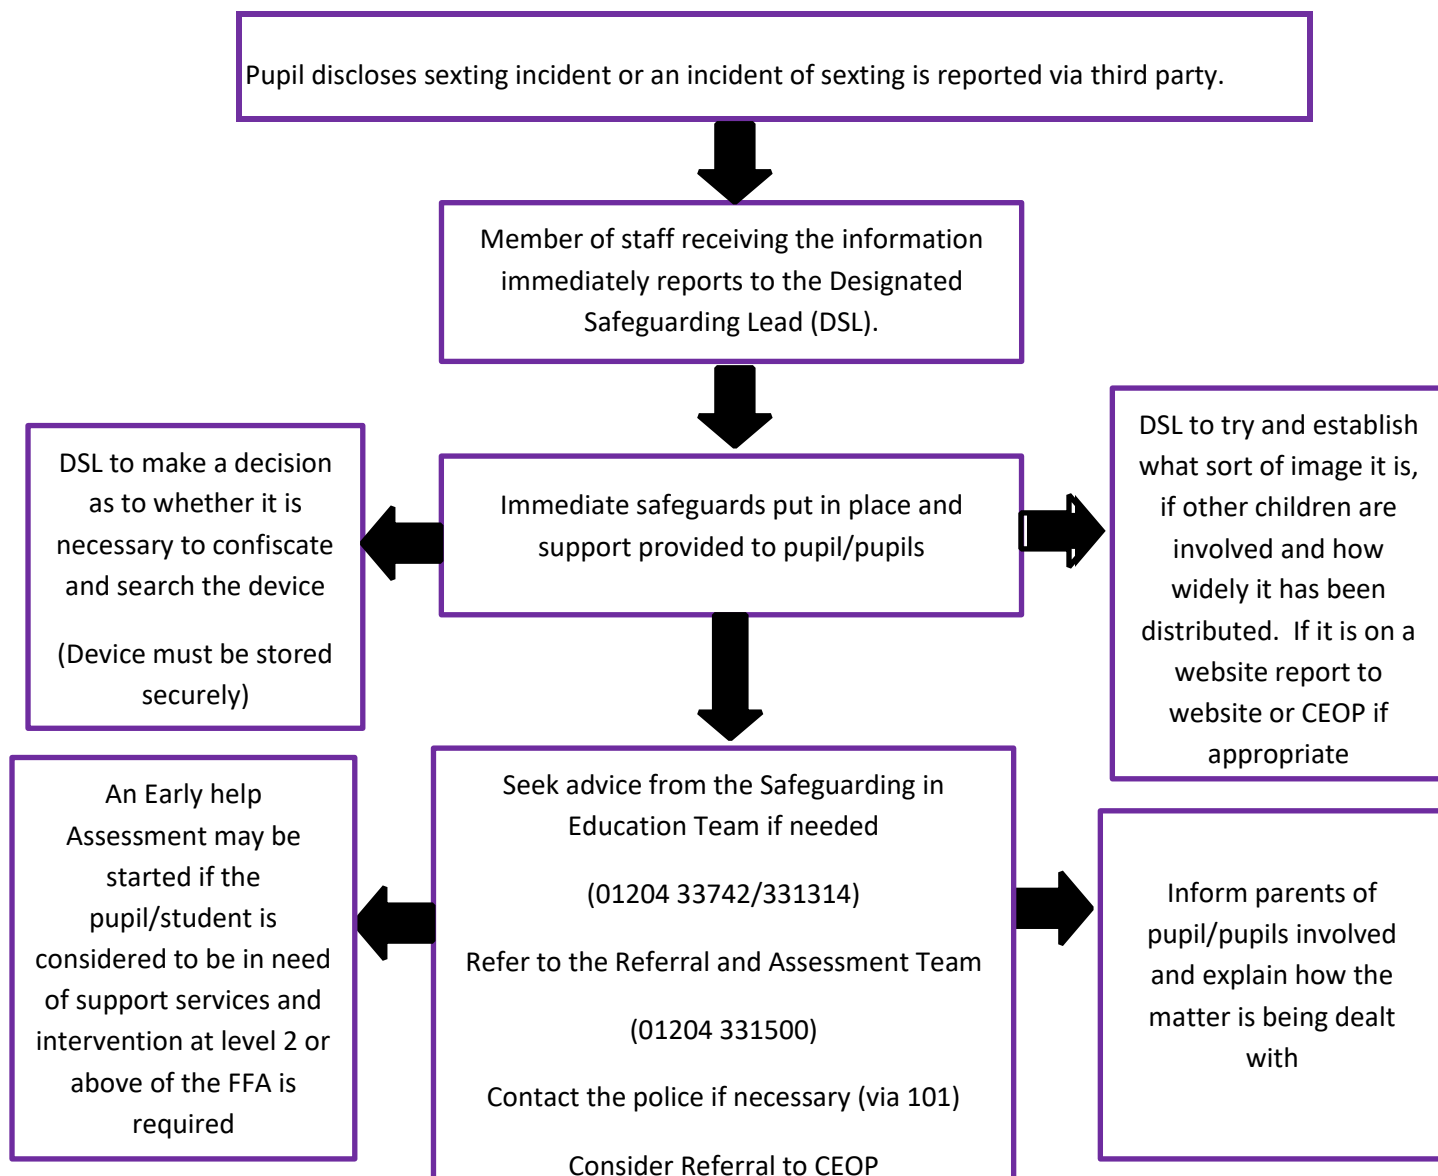 Pupil discloses sexting incident or an incident of sexting is reported via third party.
Member of staff receiving the information
immediately reports to the Designated
Safeguarding Lead (DSL).
DSL to make a decision
as to whether it is
necessary to confiscate
and search the device
(Device must be stored
securely)
Immediate safeguards put in place and
support provided to pupil/pupils
DSL to try and establish
what sort of image it is,
if other children are
involved and how
widely it has been
distributed.  If it is on a
website report to
website or CEOP if
appropriate
An Early help
Assessment may be
started if the
pupil/student is
considered to be in need
of support services and
intervention at level 2 or
above of the FFA is
required
Seek advice from the Safeguarding in
Education Team if needed
(01204 33742/331314)
Refer to the Referral and Assessment Team
(01204 331500)
Contact the police if necessary (via 101)
Consider Referral to CEOP
Inform parents of
pupil/pupils involved
and explain how the
matter is being dealt
with